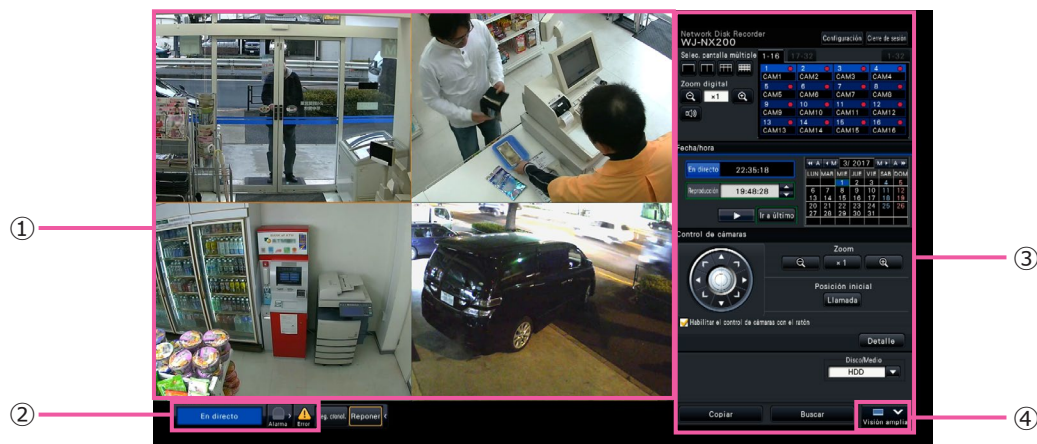 ①
②
③
④
Network Disk Recorder
WJ-NX200
Configuración
Cierre de sesión
Selec. pantalla múltiple
1-16
17-32
1-32
Zoom digital
×1
1 2 3 4
CAM1 CAM2 CAM3 CAM4
5 6 7 8
CAM5 CAM6 CAM7 CAM8
9 10 11 12
CAM9 CAM10 CAM11 CAM12
13 14 15 16
CAM13 CAM14 CAM15 CAM16
Fecha/hora
En directo 22:35:18
Reproducción 19:48:28
Ir a último
A M 3/ 2017 M A
LUN MAR MIE JUE VIE SAB DOM
1 2 3 4 5
6 7 8 9 10 11 12
13 14 15 16 17 18 19
20 21 22 23 24 25 26
27 28 29 30 31
Control de cámaras
Zoom
×1
Posición inicial
Llamada
Habilitar el control de cámaras con el ratón
Detalle
Disco/Medio
HDD
Copiar
Buscar
Visión amplia
En directo
Alarma
Error
eg. cronol.
Reponer